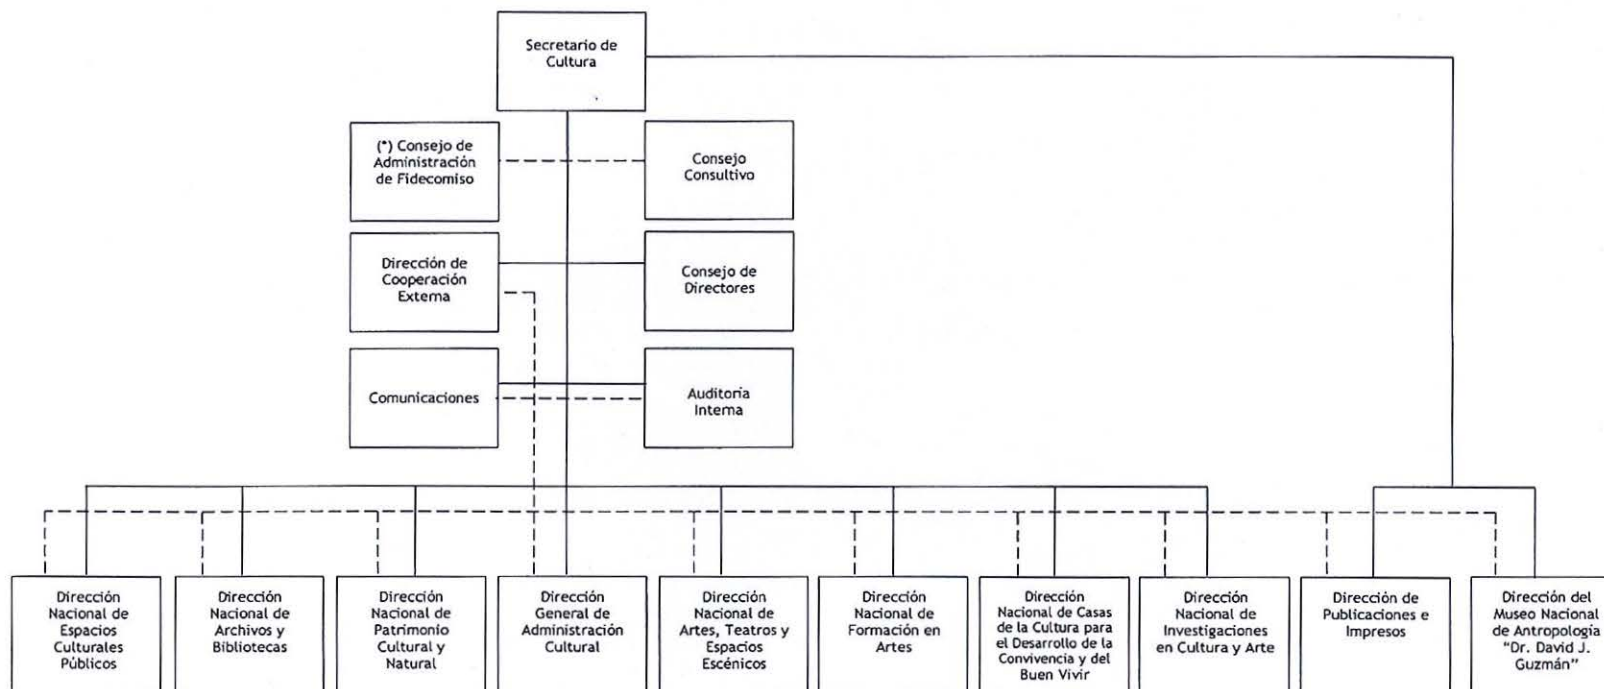 Secretario de
Cultura
(*) Consejo de
Administración
de Fidecomiso
Consejo
Consultivo
Dirección de
Cooperación
Externa
Consejo de
Directores
Comunicaciones
Auditoría
Interna
Dirección
Nacional de
Espacios
Culturales
Públicos
Dirección
Nacional de
Archivos y
Bibliotecas
Dirección
Nacional de
Patrimonio
Cultural y
Natural
Dirección
General de
Administración
Cultural
Dirección
Nacional de
Artes, Teatros y
Espacios
Escénicos
Dirección
Nacional de
Formación en
Artes
Dirección
Nacional de Casas
de la Cultura para
el Desarrollo de la
Convivencia y del
Buen Vivir
Dirección
Nacional de
Investigaciones
en Cultura y Arte
Dirección de
Publicaciones e
Impresos
Dirección del
Museo Nacional
de Antropología
"Dr. David J.
Guzmán"